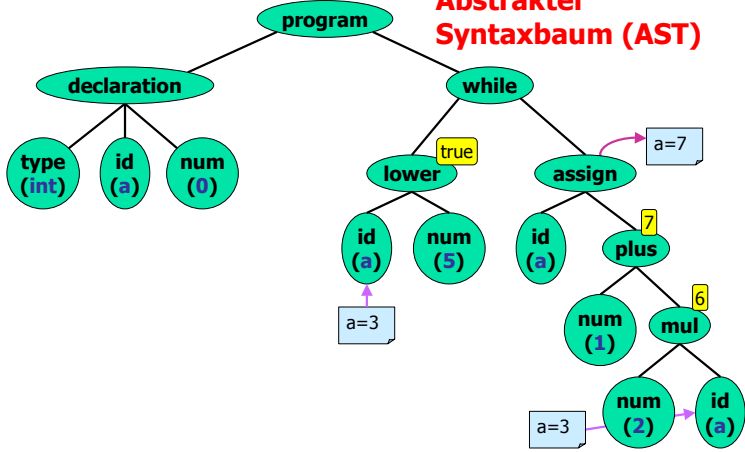 Abstrakter
Syntaxbaum (AST)
program
declaration
while
type
(int)
id
(a)
num
(0)
true
lower
assign
a=7
id
(a)
num
(5)
id
(a)
7
plus
a=3
num
(1)
6
mul
a=3
num
(2)
id
(a)